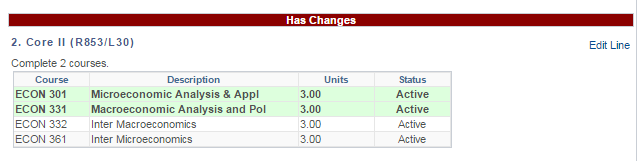 Has Changes
2. Core II (R853/L30) Edit Line
Complete 2 courses.
Course Description Units Status
ECON 301 Microeconomic Analysis & Appl 3.00 Active
ECON 331 Macroeconomic Analysis and Pol 3.00 Active
ECON 332 Inter Macroeconomics 3.00 Active
ECON 361 Inter Microeconomics 3.00 Active